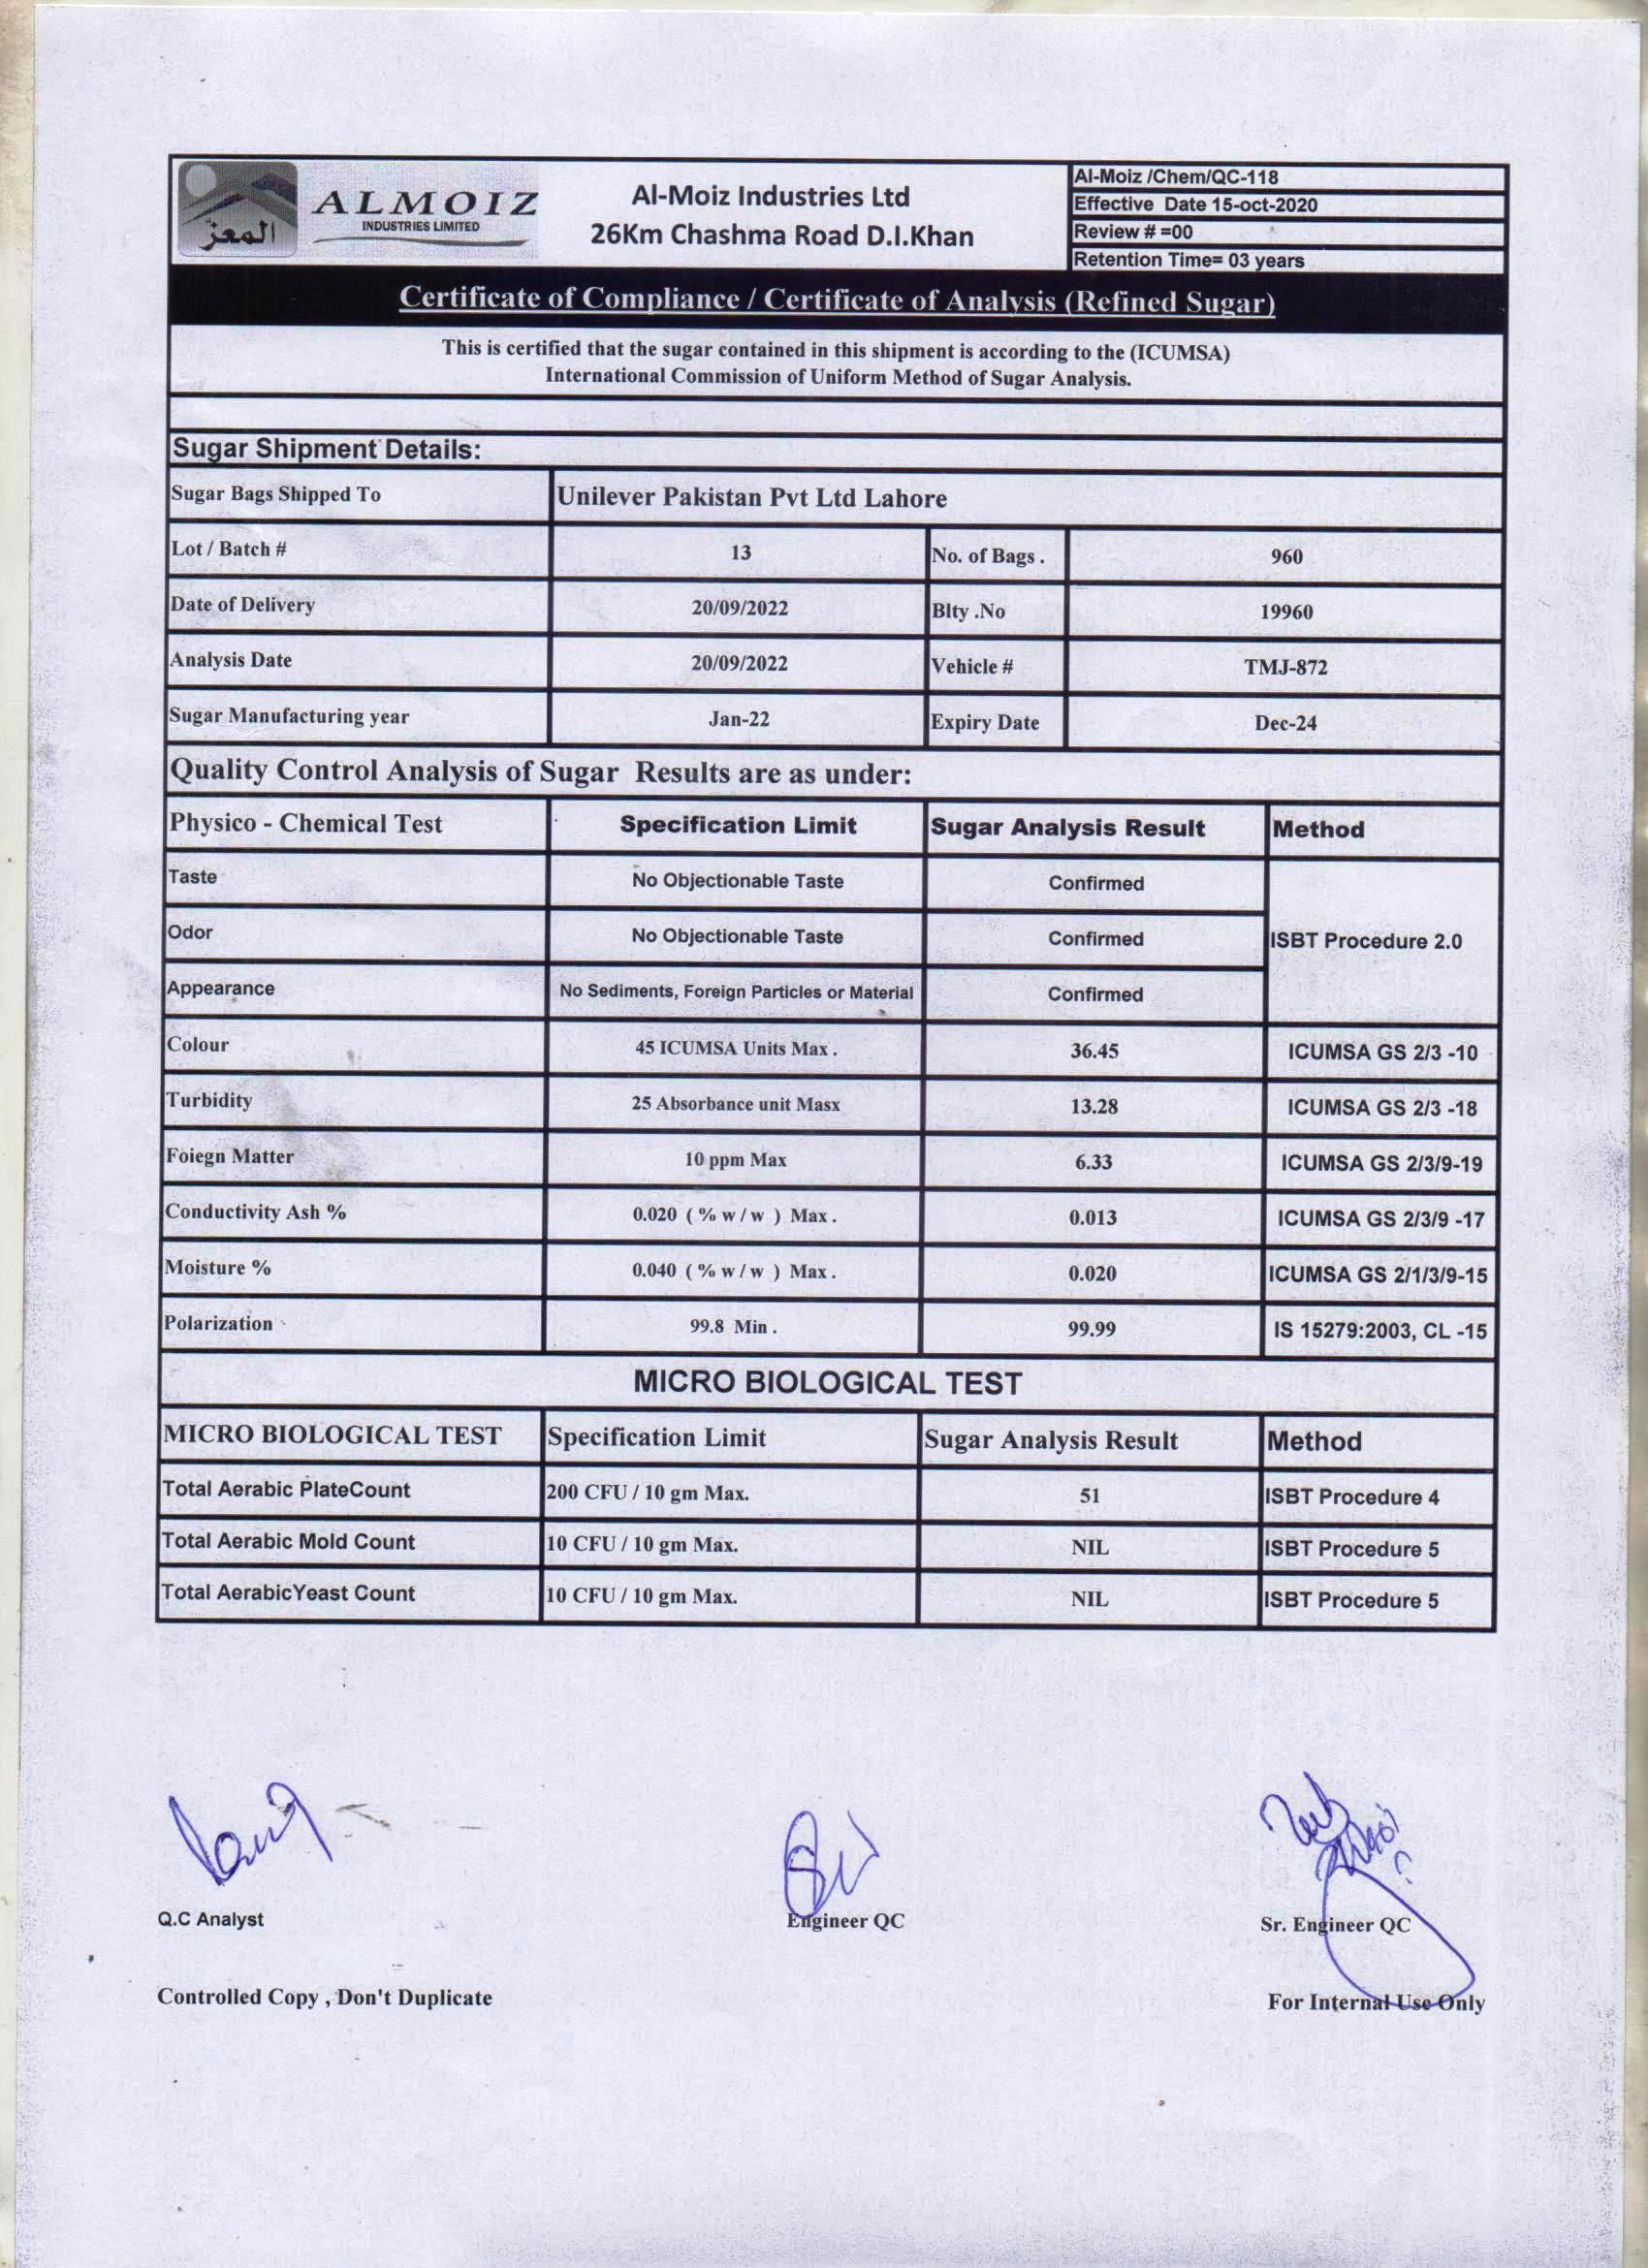 المعز
ALMOIZ
INDUSTRIES LIMITED
Al-Moiz Industries Ltd
26Km Chashma Road D.I.Khan
Al-Moiz /Chem/QC-118
Effective Date 15-oct-2020
Review # =00
Retention Time= 03 years
Certificate of Compliance / Certificate of Analysis (Refined Sugar)
This is certified that the sugar contained in this shipment is according to the (ICUMSA)
International Commission of Uniform Method of Sugar Analysis.
Sugar Shipment Details:
Sugar Bags Shipped To Unilever Pakistan Pvt Ltd Lahore
Lot / Batch # 13 No. of Bags . 960
Date of Delivery 20/09/2022 Blty .No 19960
Analysis Date 20/09/2022 Vehicle # TMJ-872
Sugar Manufacturing year Jan-22 Expiry Date Dec-24
Quality Control Analysis of Sugar Results are as under:
Physico - Chemical Test Specification Limit Sugar Analysis Result Method
Taste No Objectionable Taste Confirmed
Odor No Objectionable Taste Confirmed ISBT Procedure 2.0
Appearance No Sediments, Foreign Particles or Material Confirmed
Colour 45 ICUMSA Units Max . 36.45 ICUMSA GS 2/3 -10
Turbidity 25 Absorbance unit Masx 13.28 ICUMSA GS 2/3 -18
Foiegn Matter 10 ppm Max 6.33 ICUMSA GS 2/3/9-19
Conductivity Ash % 0.020 ( % w / w ) Max . 0.013 ICUMSA GS 2/3/9 -17
Moisture % 0.040 ( % w / w ) Max . 0.020 ICUMSA GS 2/1/3/9-15
Polarization 99.8 Min . 99.99 IS 15279:2003, CL -15
MICRO BIOLOGICAL TEST
MICRO BIOLOGICAL TEST Specification Limit Sugar Analysis Result Method
Total Aerabic PlateCount 200 CFU / 10 gm Max. 51 ISBT Procedure 4
Total Aerabic Mold Count 10 CFU / 10 gm Max. NIL ISBT Procedure 5
Total AerabicYeast Count 10 CFU / 10 gm Max. NIL ISBT Procedure 5
Q.C Analyst Engineer QC Sr. Engineer QC
Controlled Copy , Don't Duplicate For Internal Use Only